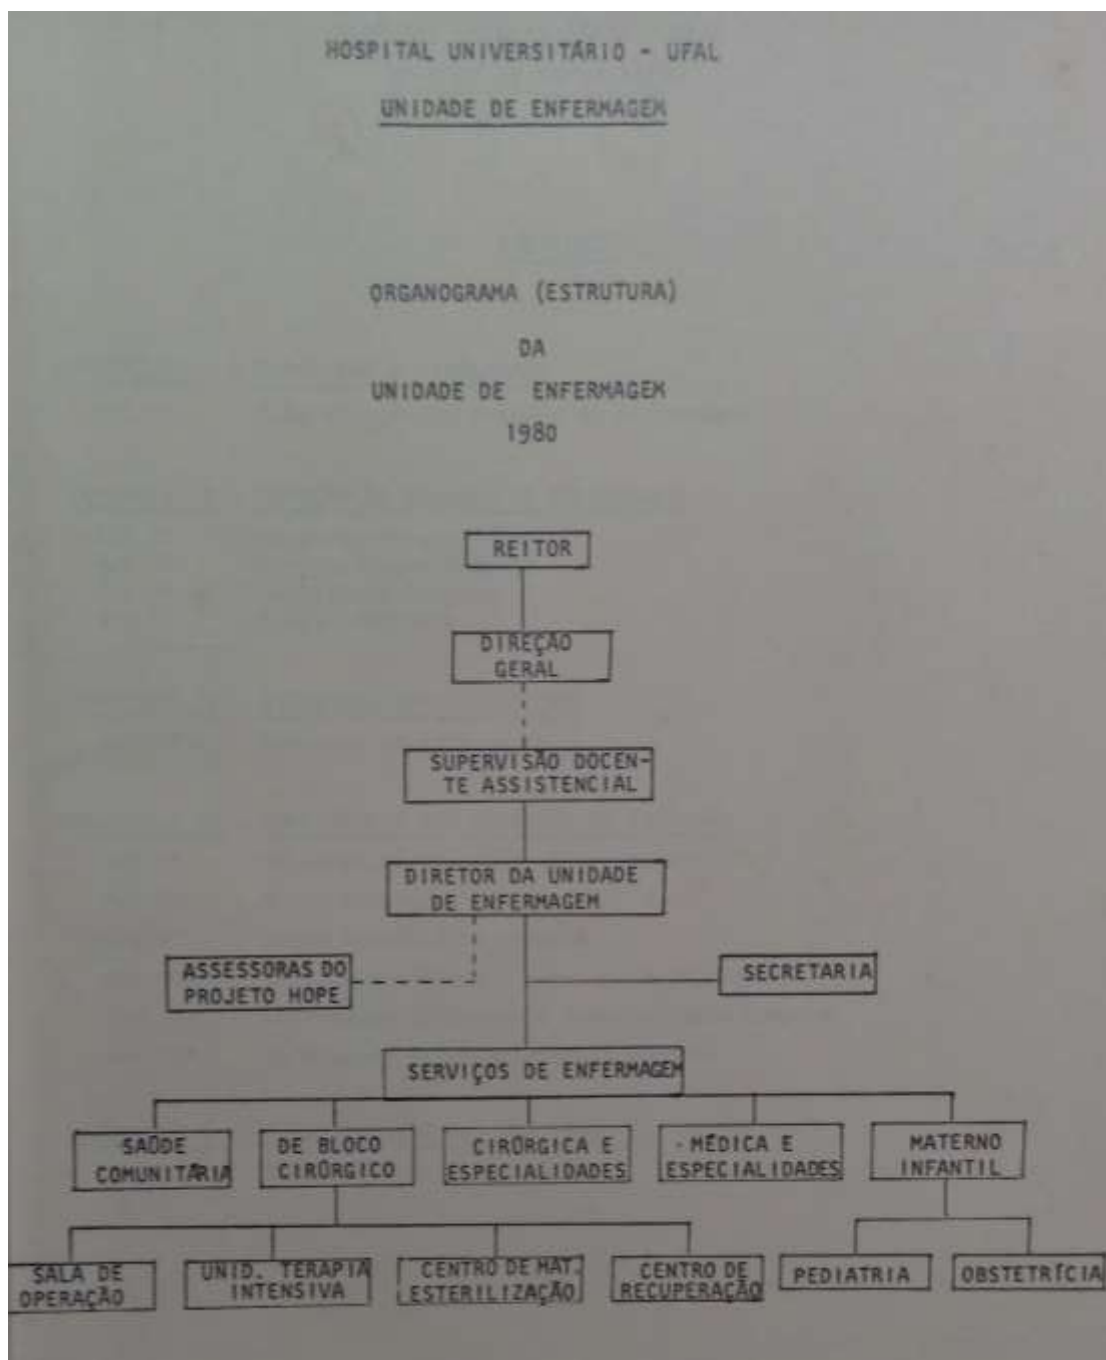 HOSPITAL UNIVERSITÁRIO - UFAL
UNIDADE DE ENFERMAGEM
ORGANOGRAMA (ESTRUTURA)
DA
UNIDADE DE ENFERMAGEM
1980
REITOR
DIREÇÃO
GERAL
SUPERVISÃO DOCEN-
TE ASSISTENCIAL
DIRETOR DA UNIDADE
DE ENFERMAGEM
ASSESSORAS DO
PROJETO HOPE
SECRETARIA
SERVIÇOS DE ENFERMAGEM
SAÚDE
COMUNITÁRIA
DE BLOCO
CIRÚRGICO
CIRÚRGICA E
ESPECIALIDADES
- MÉDICA E
ESPECIALIDADES
MATERNO
INFANTIL
SALA DE
OPERAÇÃO
UNID. TERAPIA
INTENSIVA
CENTRO DE MAT.
ESTERILIZAÇÃO
CENTRO DE
RECUPERAÇÃO
PEDIATRIA
OBSTETRÍCIA